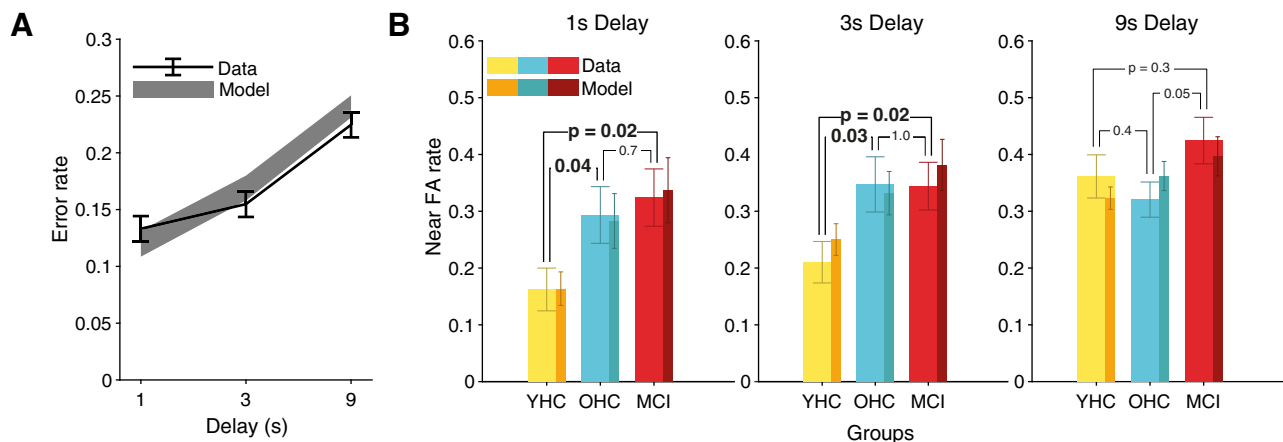 A
0.3
0.25
0.2
0.15
0.1
0.05
0
Error rate
Data
Model
1 3 9
Delay (s)
B
1s Delay
0.6
0.5
0.4
0.3
0.2
0.1
0
Near FA rate
Data
Model
p = 0.02
0.04
0.7
YHC OHC MCI
3s Delay
0.6
0.5
0.4
0.3
0.2
0.1
0
p = 0.02
0.03
1.0
YHC OHC MCI
Groups
9s Delay
0.6
0.5
0.4
0.3
0.2
0.1
0
p = 0.3
0.05
0.4
YHC OHC MCI